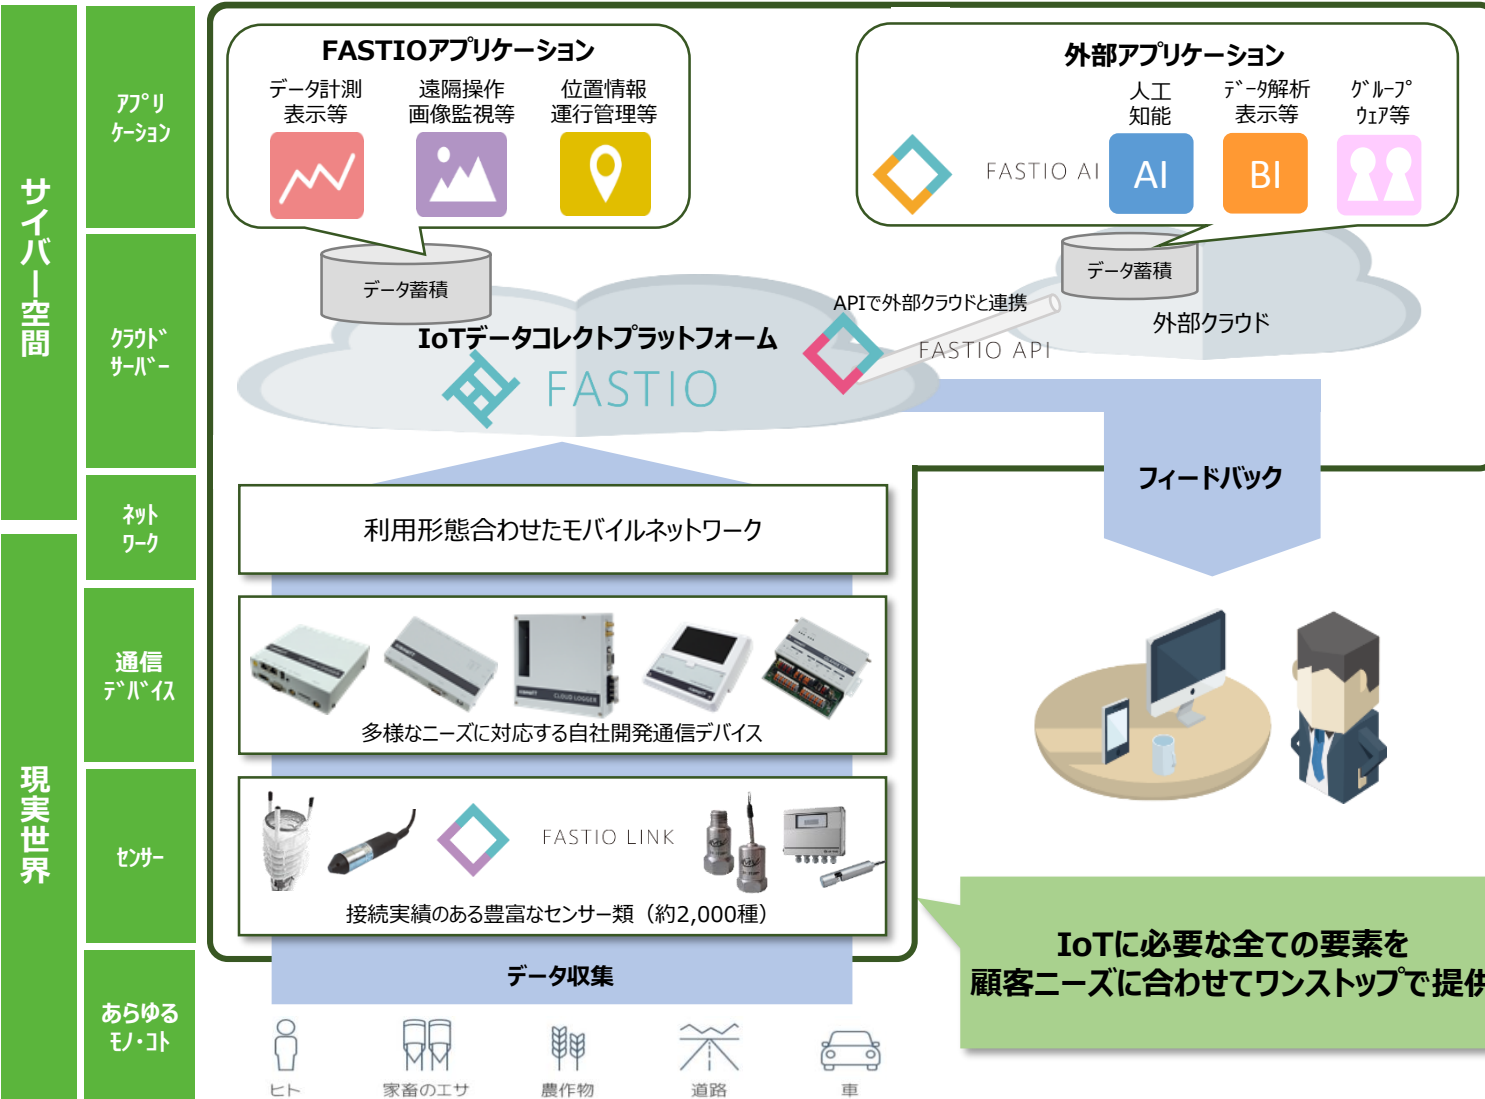 サイバー空間
現実世界
アプリ
ケーション
クラウド
サーバー
ネット
ワーク
通信
デバイス
センサー
あらゆる
モノ・コト
FASTIOアプリケーション
データ計測
表示等
遠隔操作
画像監視等
位置情報
運行管理等
外部アプリケーション
FASTIO AI
人工
知能
AI
データ解析
表示等
BI
グループ
ウェア等
データ蓄積
データ蓄積
APIで外部クラウドと連携
外部クラウド
IoTデータコレクトプラットフォーム
FASTIO
FASTIO API
フィードバック
利用形態合わせたモバイルネットワーク
CLOUD LOGGER
多様なニーズに対応する自社開発通信デバイス
FASTIO LINK
接続実績のある豊富なセンサー類（約2,000種）
データ収集
IoTに必要な全ての要素を
顧客ニーズに合わせてワンストップで提供
ヒト
家畜のエサ
農作物
道路
車